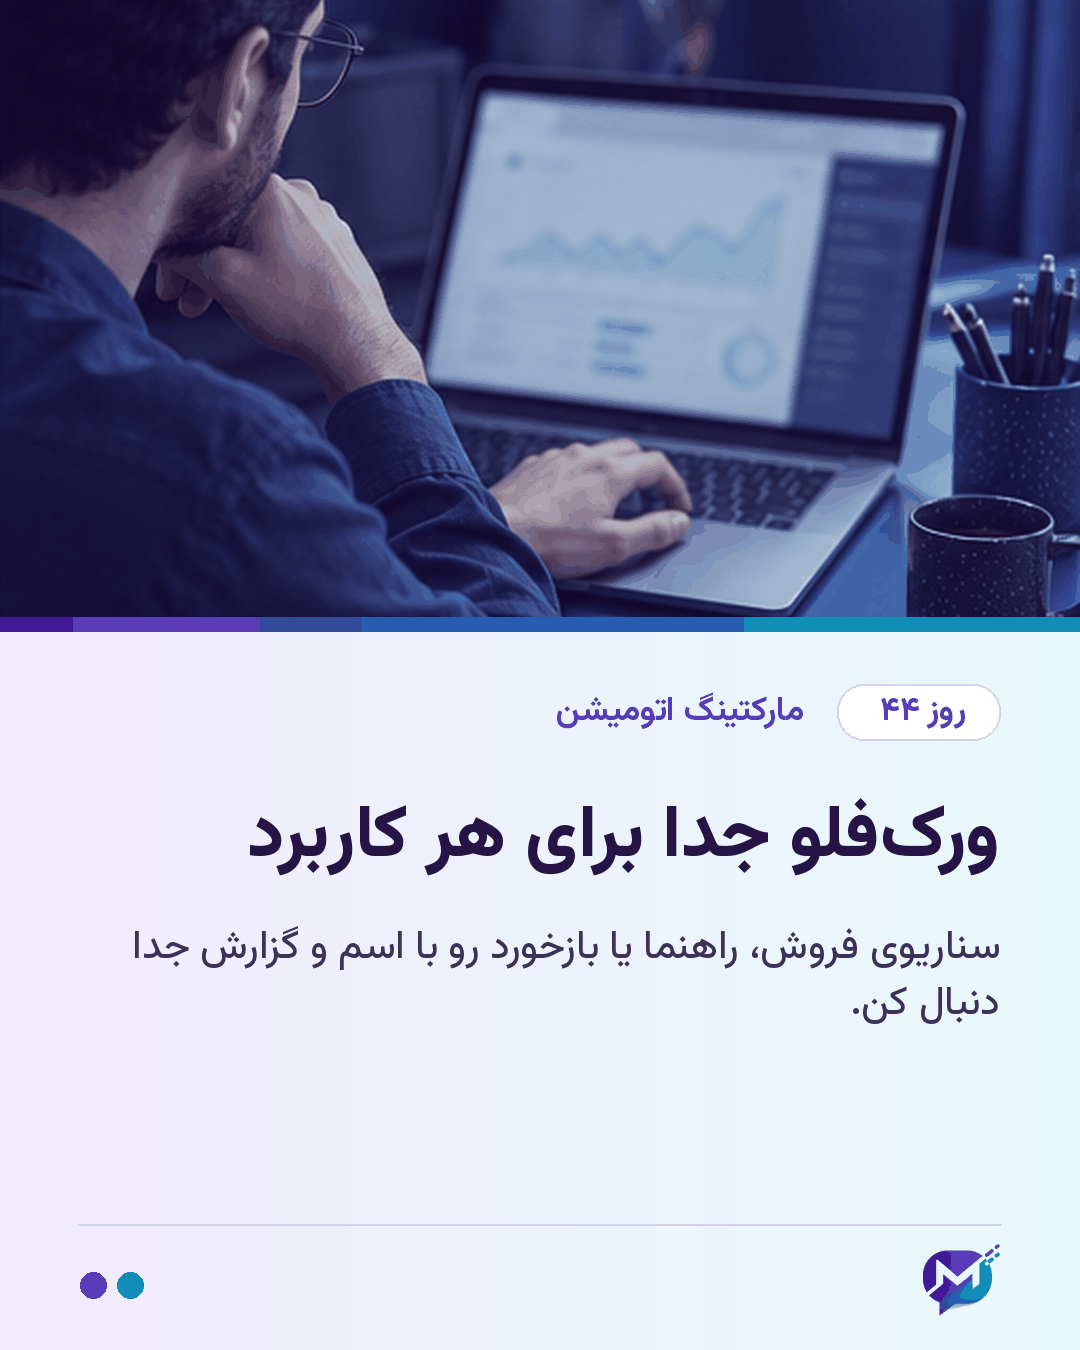 روز ۴۴
مارکتینگ اتومیشن
ورک‌فلو جدا برای هر کاربرد
سناریوی فروش، راهنما یا بازخورد رو با اسم و گزارش جدا
دنبال کن.